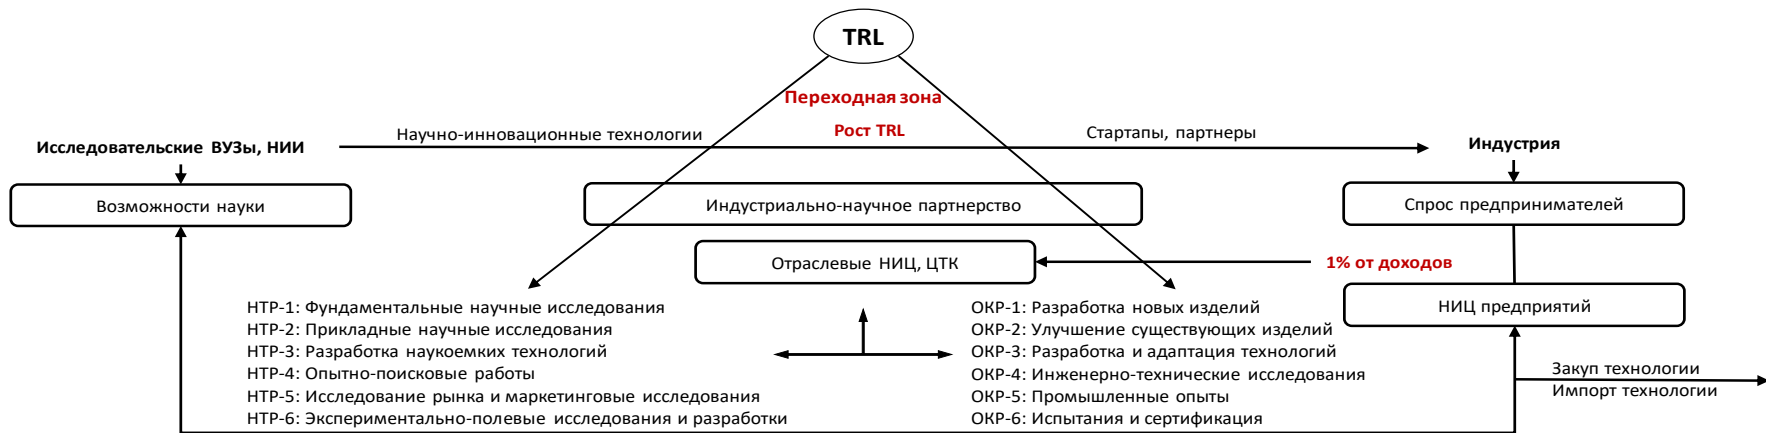 TRL
Переходная зона
Научно-инновационные технологии
Рост TRL
Стартапы, партнеры
Исследовательские ВУЗы, НИИ
Индустрия
Возможности науки
Индустриально-научное партнерство
Спрос предпринимателей
Отраслевые НИЦ, ЦТК
1% от доходов
НИЦ предприятий
НТР-1: Фундаментальные научные исследования
НТР-2: Прикладные научные исследования
НТР-3: Разработка наукоемких технологий
НТР-4: Опытно-поисковые работы
НТР-5: Исследование рынка и маркетинговые исследования
НТР-6: Экспериментально-полевые исследования и разработки
ОКР-1: Разработка новых изделий
ОКР-2: Улучшение существующих изделий
ОКР-3: Разработка и адаптация технологий
ОКР-4: Инженерно-технические исследования
ОКР-5: Промышленные опыты
ОКР-6: Испытания и сертификация
Закуп технологии
Импорт технологии